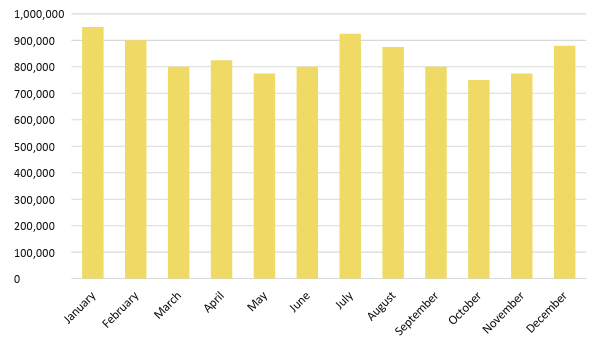 1,000,000
900,000
800,000
700,000
600,000
500,000
400,000
300,000
200,000
100,000
0
January
February
March
April
May
June
July
August
September
October
November
December